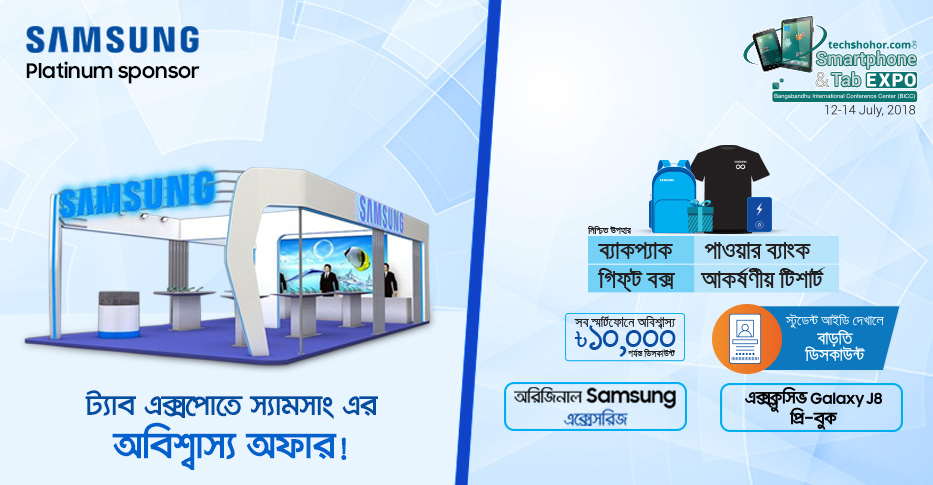 SAMSUNG
Platinum sponsor
SAMSUNG
SAMSUNG
ট্যাব এক্সপোতে স্যামসাং এর
অবিশ্বাস্য অফার!
techshohor.com
Smartphone
& Tab EXPO
Bangabandhu International Conference Center (BICC)
12-14 July, 2018
নিশ্চিত উপহার
ব্যাকপ্যাক পাওয়ার ব্যাংক
গিফ্ট বক্স আকর্ষণীয় টিশার্ট
সব স্মার্টফোনে অবিশ্বাস্য
৳১০,০০০
পর্যন্ত ডিসকাউন্ট
স্টুডেন্ট আইডি দেখালে
বাড়তি
ডিসকাউন্ট
অরিজিনাল Samsung
এক্সেসরিজ
এক্সক্লুসিভ Galaxy J8
প্রি-বুক